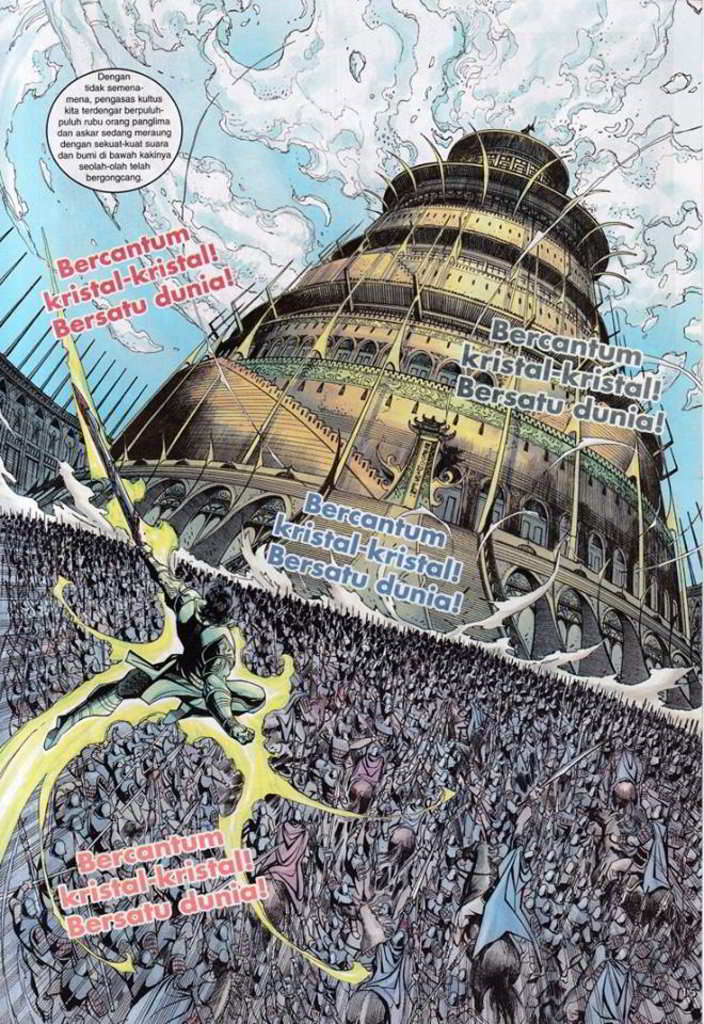 Dengan
tidak semena-
mena, pengasas kultus
kita terdengar berpuluh-
puluh rubu orang panglima
dan askar sedang meraung
dengan sekuat-kuat suara
dan bumi di bawah kakinya
seolah-olah telah
bergongcang.
Bercantum
kristal-kristal!
Bersatu dunia!
Bercantum
kristal-kristal!
Bersatu dunia!
Bercantum
kristal-kristal!
Bersatu dunia!
Bercantum
kristal-kristal!
Bersatu dunia!